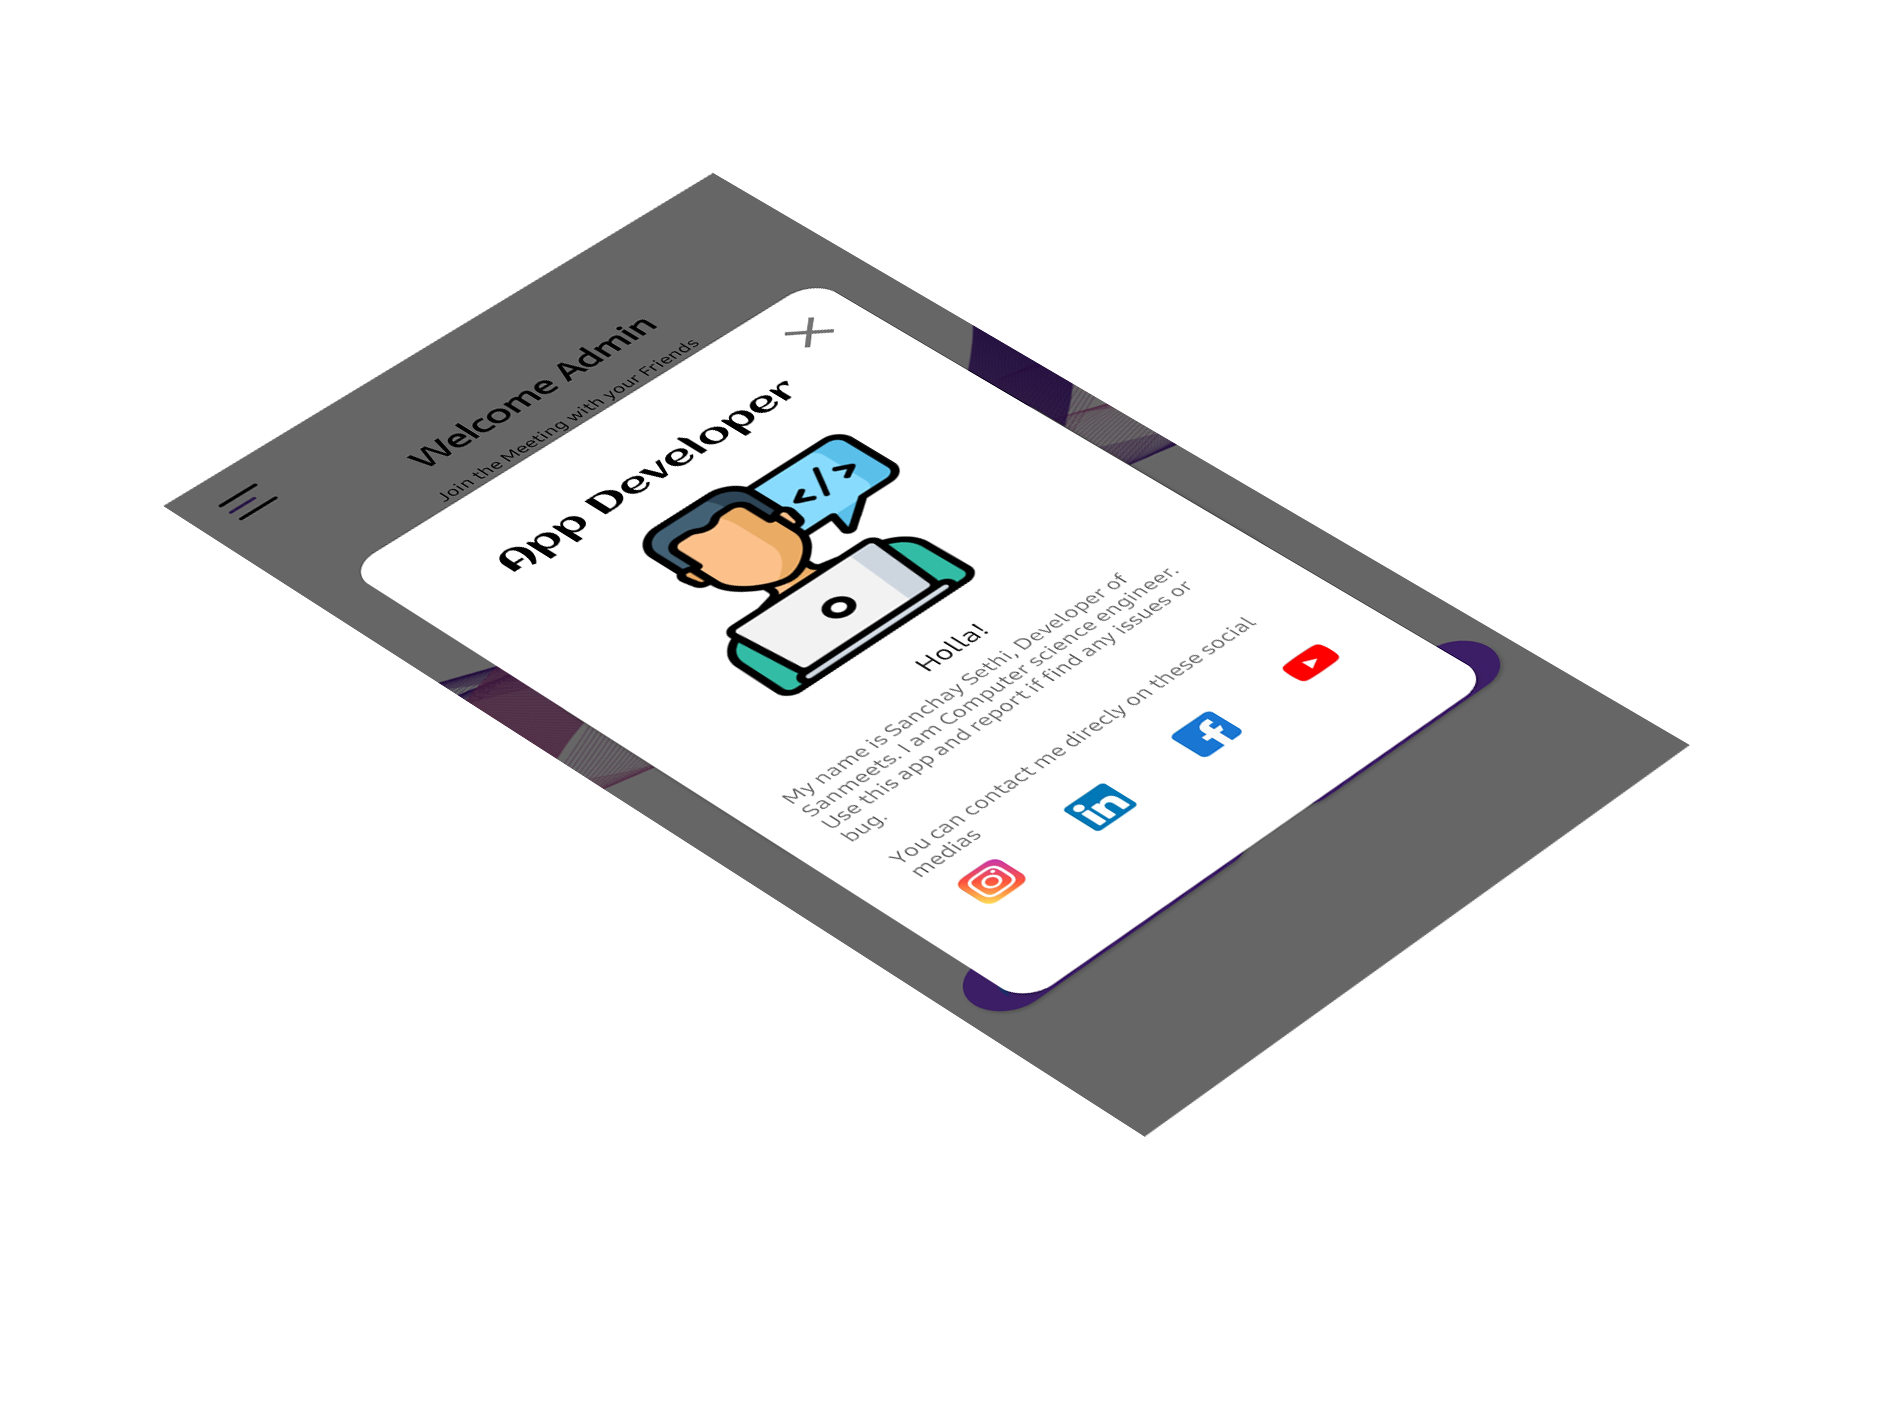 Welcome Admin
Join the Meeting with your Friends
App Developer
</>
Holla!
My name is Sanchay Sethi, Developer of
Sanmeets. I am Computer science engineer.
Use this app and report if find any issues or
bug.
You can contact me direcly on these social
medias
in
f